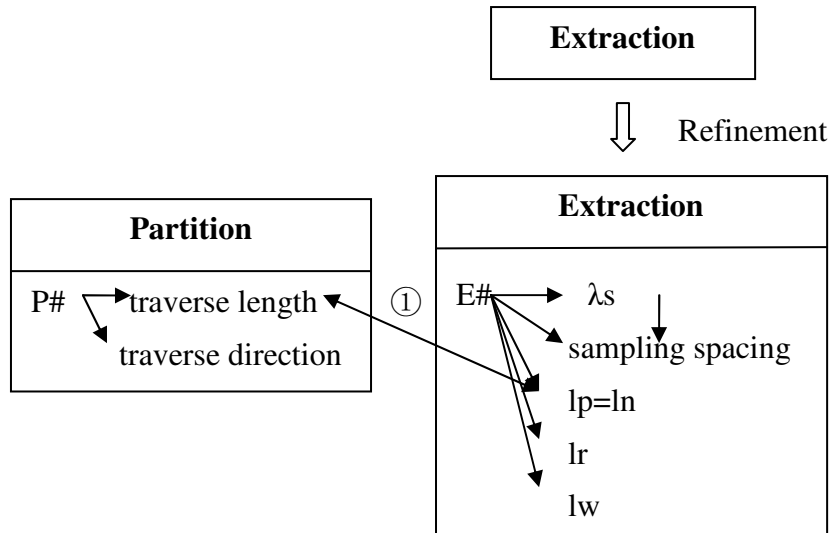 Extraction
Refinement
Partition
P# traverse length
traverse direction
①
Extraction
E# λs
sampling spacing
lp=ln
lr
lw